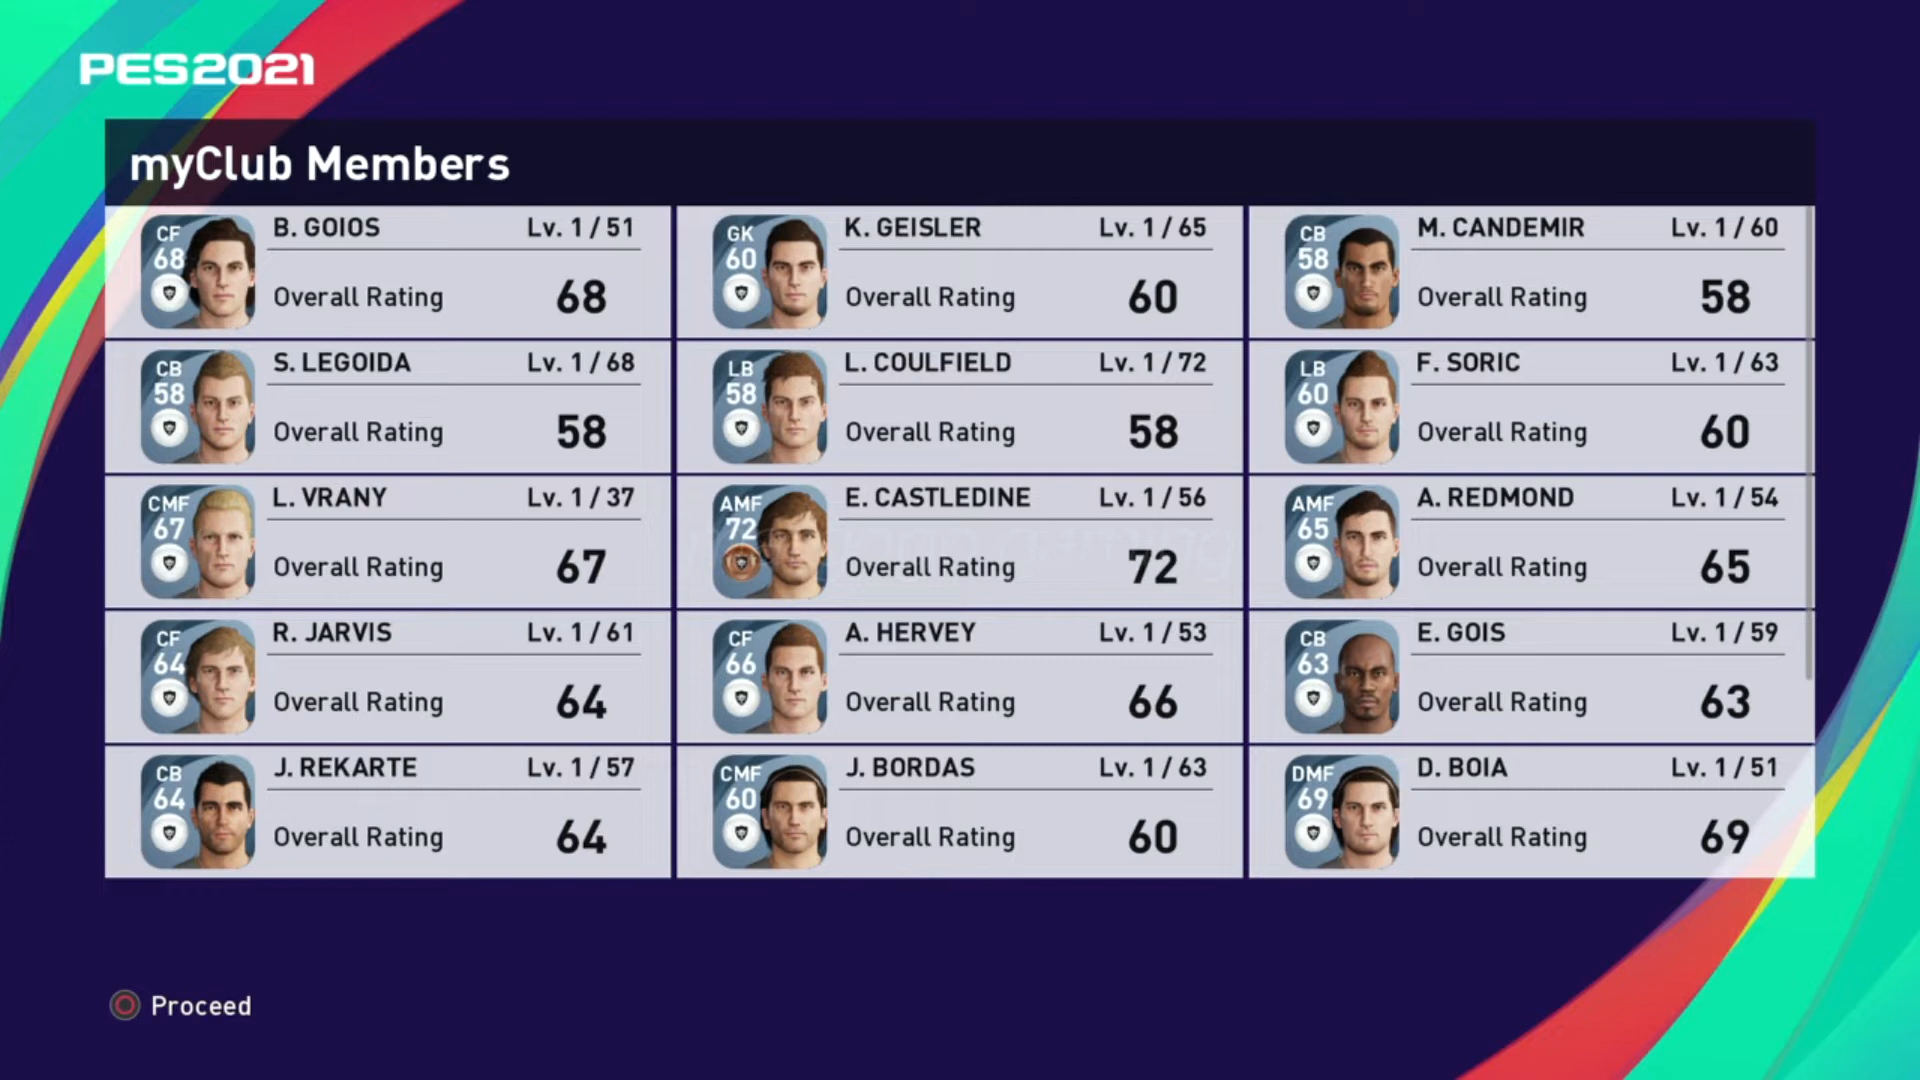 PES2021
myClub Members
CF 68 B. GOIOS Lv. 1 / 51
Overall Rating 68
GK 60 K. GEISLER Lv. 1 / 65
Overall Rating 60
CB 58 M. CANDEMIR Lv. 1 / 60
Overall Rating 58
CB 58 S. LEGOIDA Lv. 1 / 68
Overall Rating 58
LB 58 L. COULFIELD Lv. 1 / 72
Overall Rating 58
LB 60 F. SORIC Lv. 1 / 63
Overall Rating 60
CMF 67 L. VRANY Lv. 1 / 37
Overall Rating 67
AMF 72 E. CASTLEDINE Lv. 1 / 56
Overall Rating 72
AMF 65 A. REDMOND Lv. 1 / 54
Overall Rating 65
CF 64 R. JARVIS Lv. 1 / 61
Overall Rating 64
CF 66 A. HERVEY Lv. 1 / 53
Overall Rating 66
CB 63 E. GOIS Lv. 1 / 59
Overall Rating 63
CB 64 J. REKARTE Lv. 1 / 57
Overall Rating 64
CMF 60 J. BORDAS Lv. 1 / 63
Overall Rating 60
DMF 69 D. BOIA Lv. 1 / 51
Overall Rating 69
Proceed